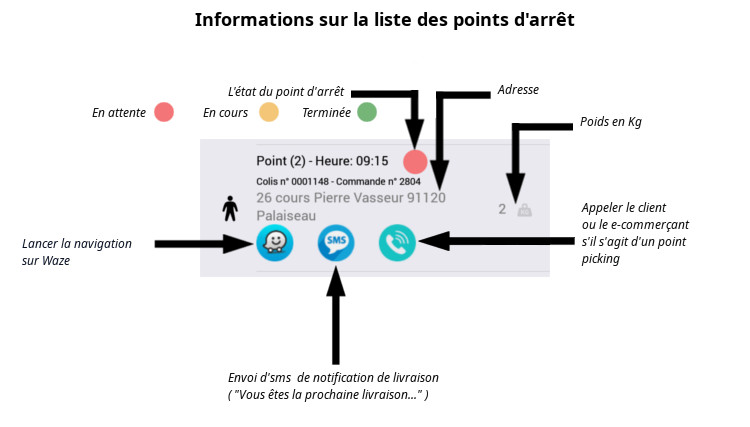 Informations sur la liste des points d'arrêt
L'état du point d'arrêt
Adresse
En attente
En cours
Terminée
Poids en Kg
Point (2) - Heure: 09:15
Colis n° 0001148 - Commande n° 2804
26 cours Pierre Vasseur 91120
Palaiseau
2
SMS
Appeler le client
ou le e-commerçant
s'il s'agit d'un point
picking
Lancer la navigation
sur Waze
Envoi d'sms de notification de livraison
( "Vous êtes la prochaine livraison..." )